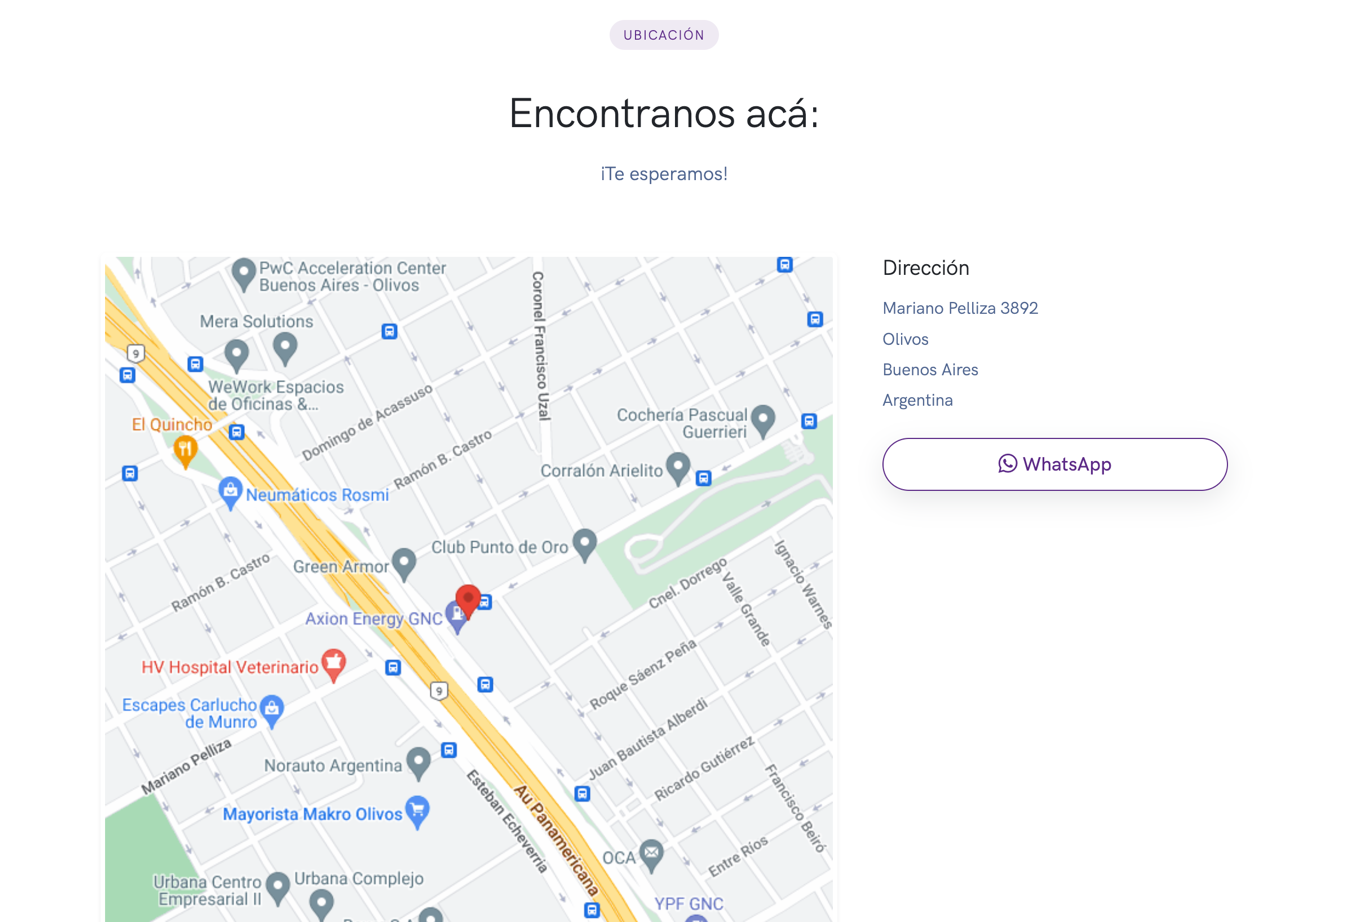 UBICACIÓN
Encontranos acá:
¡Te esperamos!
PwC Acceleration Center
Buenos Aires - Olivos
Mera Solutions
9
WeWork Espacios
de Oficinas &...
El Quincho
Neumáticos Rosmi
Domingo de Acassuso
Ramón B. Castro
Coronel Francisco Uzal
Cochería Pascual
Guerrieri
Corralón Arielito
Club Punto de Oro
Green Armor
Ramón B. Castro
Axion Energy GNC
Cnel. Dorrego
Valle Grande
Ignacio Warnes
HV Hospital Veterinario
Escapes Carlucho
de Munro
9
Roque Sáenz Peña
Juan Bautista Alberdi
Ricardo Gutiérrez
Francisco Beiró
Mariano Pelliza
Norauto Argentina
Mayorista Makro Olivos
Esteban Echeverria
Au Panamericana
OCA
Entre Rios
Urbana Centro
Empresarial II
Urbana Complejo
YPF GNC
Dirección
Mariano Pelliza 3892
Olivos
Buenos Aires
Argentina
WhatsApp